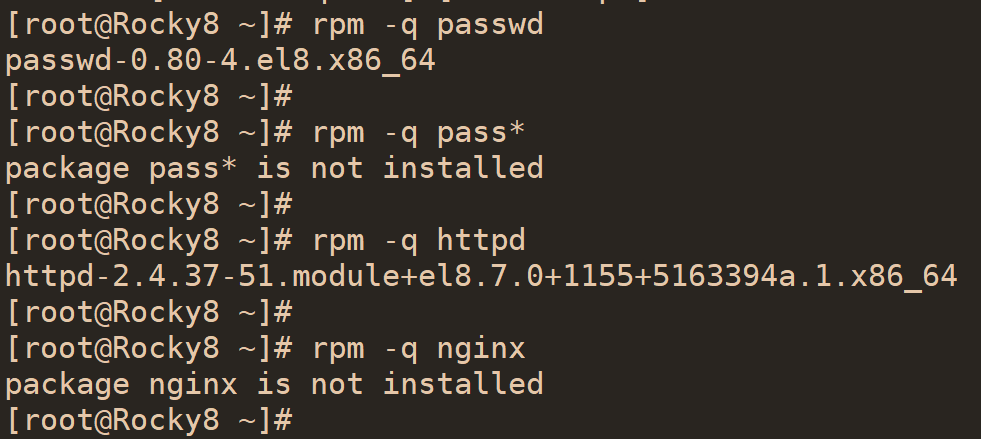 [root@Rocky8 ~]# rpm -q passwd
passwd-0.80-4.el8.x86_64
[root@Rocky8 ~]#
[root@Rocky8 ~]# rpm -q pass*
package pass* is not installed
[root@Rocky8 ~]#
[root@Rocky8 ~]# rpm -q httpd
httpd-2.4.37-51.module+el8.7.0+1155+5163394a.1.x86_64
[root@Rocky8 ~]#
[root@Rocky8 ~]# rpm -q nginx
package nginx is not installed
[root@Rocky8 ~]#